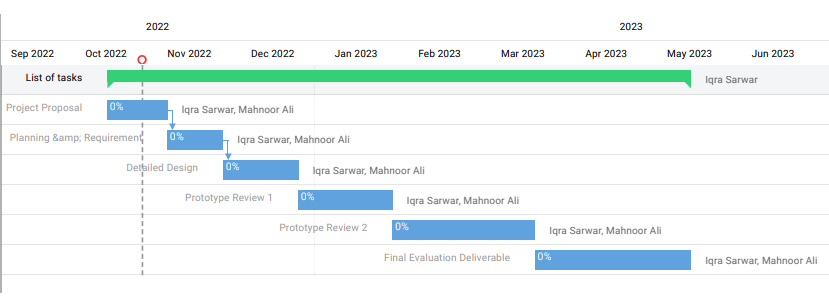 2022 2023
Sep 2022 Oct 2022 Nov 2022 Dec 2022 Jan 2023 Feb 2023 Mar 2023 Apr 2023 May 2023 Jun 2023
List of tasks Iqra Sarwar
Project Proposal 0% Iqra Sarwar, Mahnoor Ali
Planning &amp; Requirement 0% Iqra Sarwar, Mahnoor Ali
Detailed Design 0% Iqra Sarwar, Mahnoor Ali
Prototype Review 1 0% Iqra Sarwar, Mahnoor Ali
Prototype Review 2 0% Iqra Sarwar, Mahnoor Ali
Final Evaluation Deliverable 0% Iqra Sarwar, Mahnoor Ali